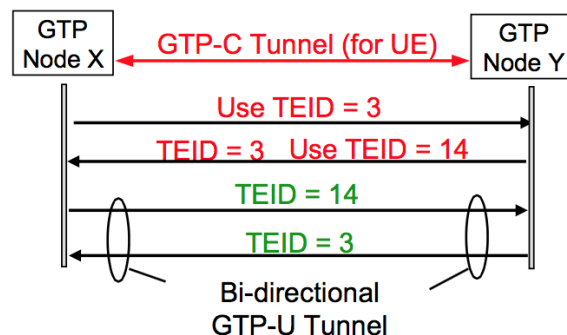 GTP
Node X
GTP-C Tunnel (for UE)
GTP
Node Y
Use TEID = 3
TEID = 3 Use TEID = 14
TEID = 14
TEID = 3
Bi-directional
GTP-U Tunnel